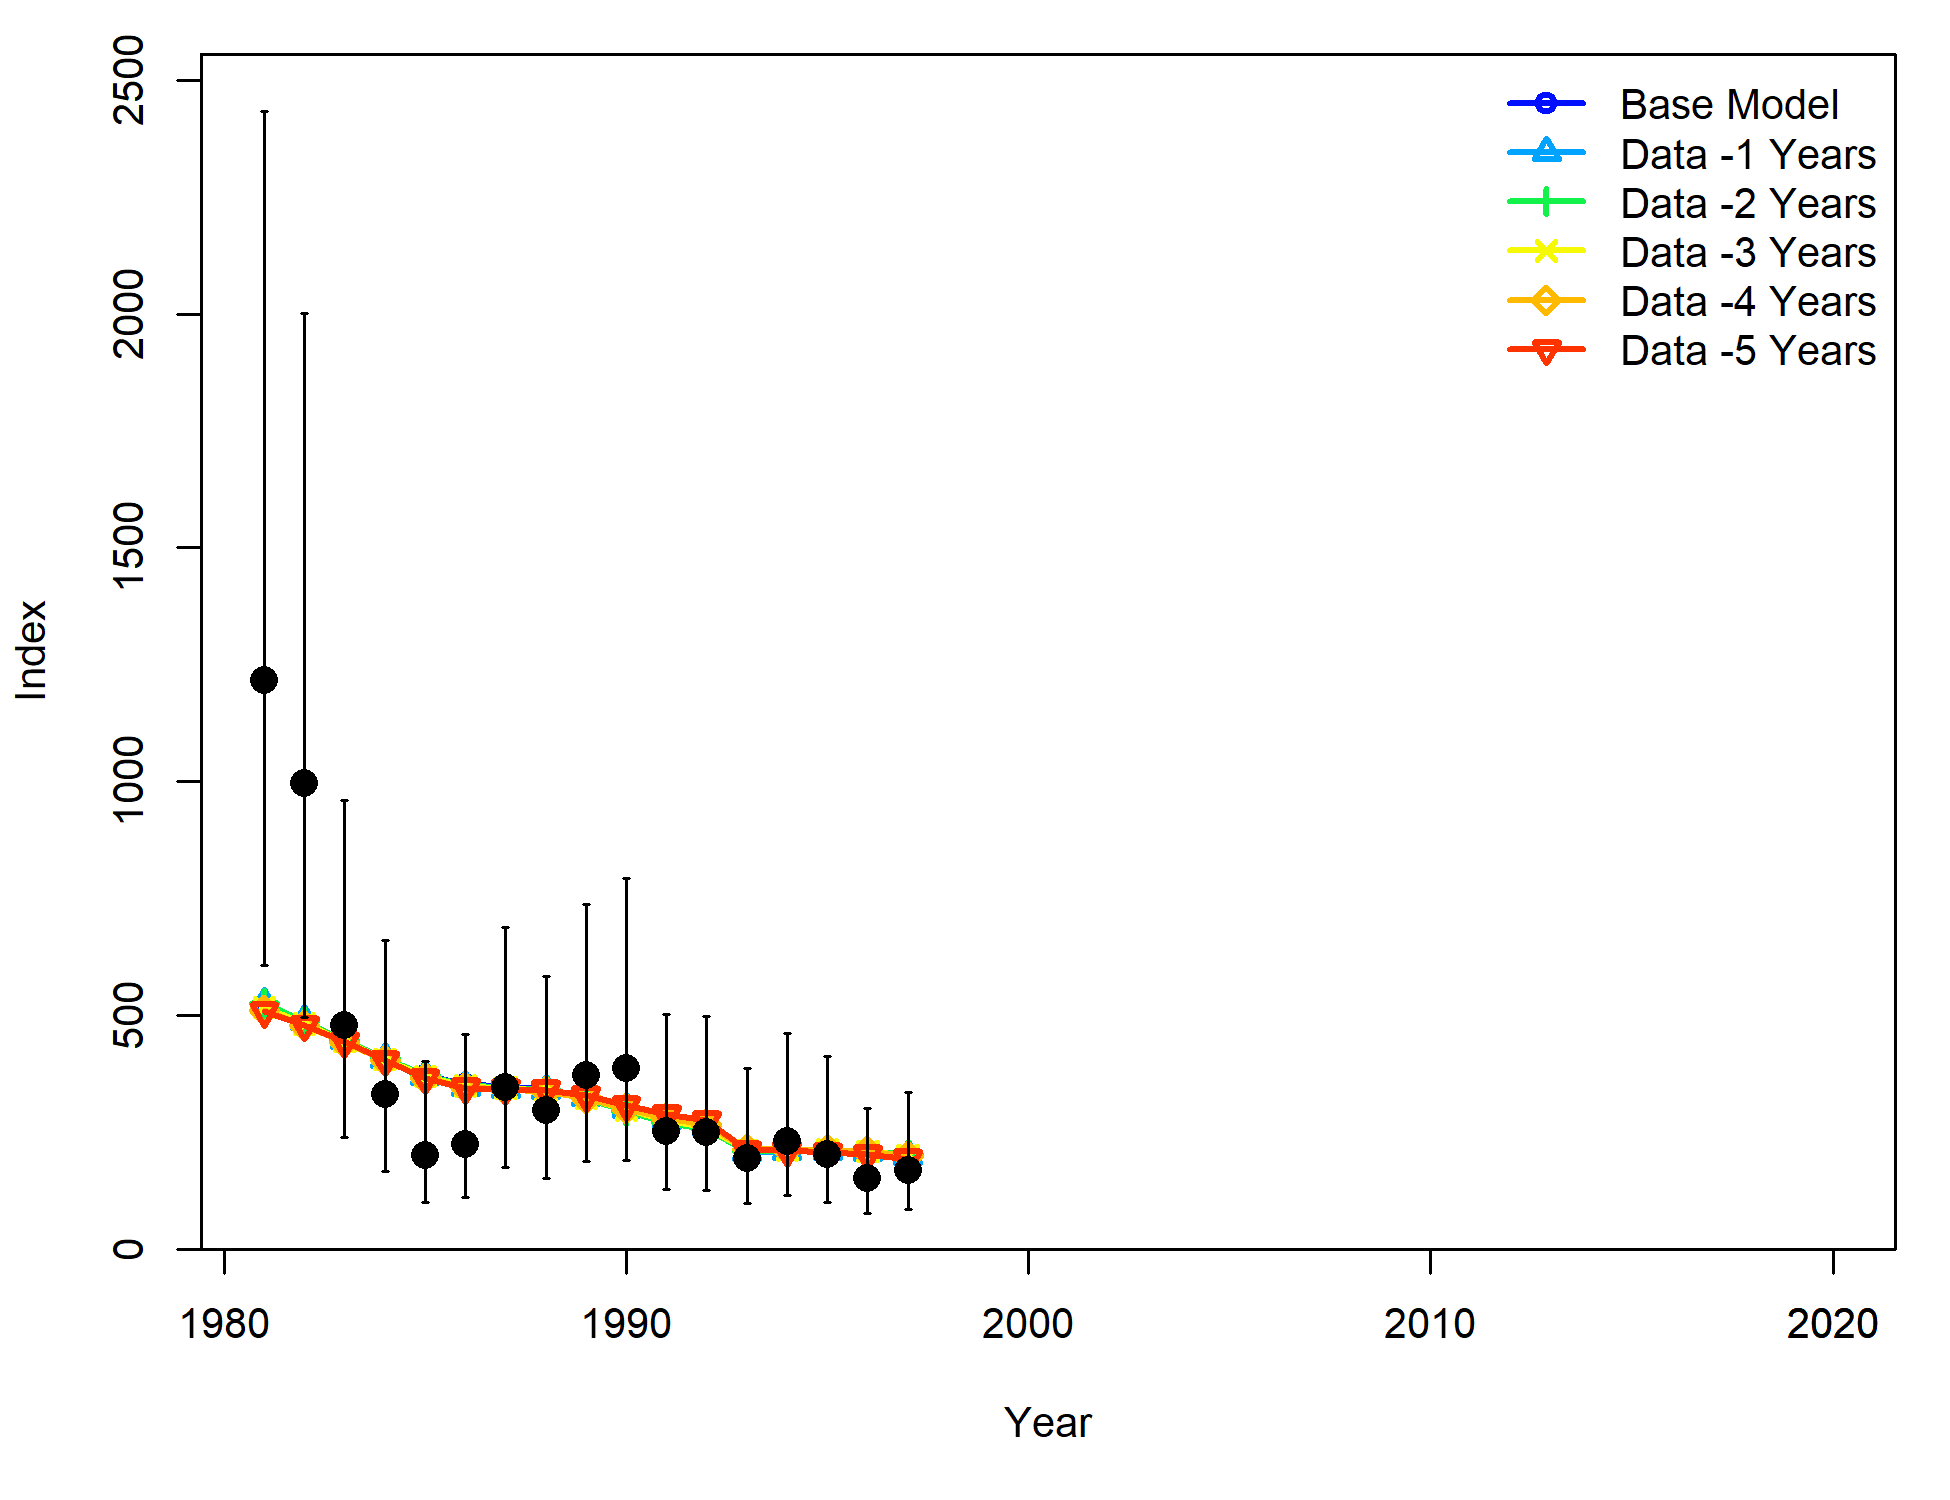 2500
2000
1500
1000
500
0
Index
Base Model
Data -1 Years
Data -2 Years
Data -3 Years
Data -4 Years
Data -5 Years
1980 1990 2000 2010 2020
Year